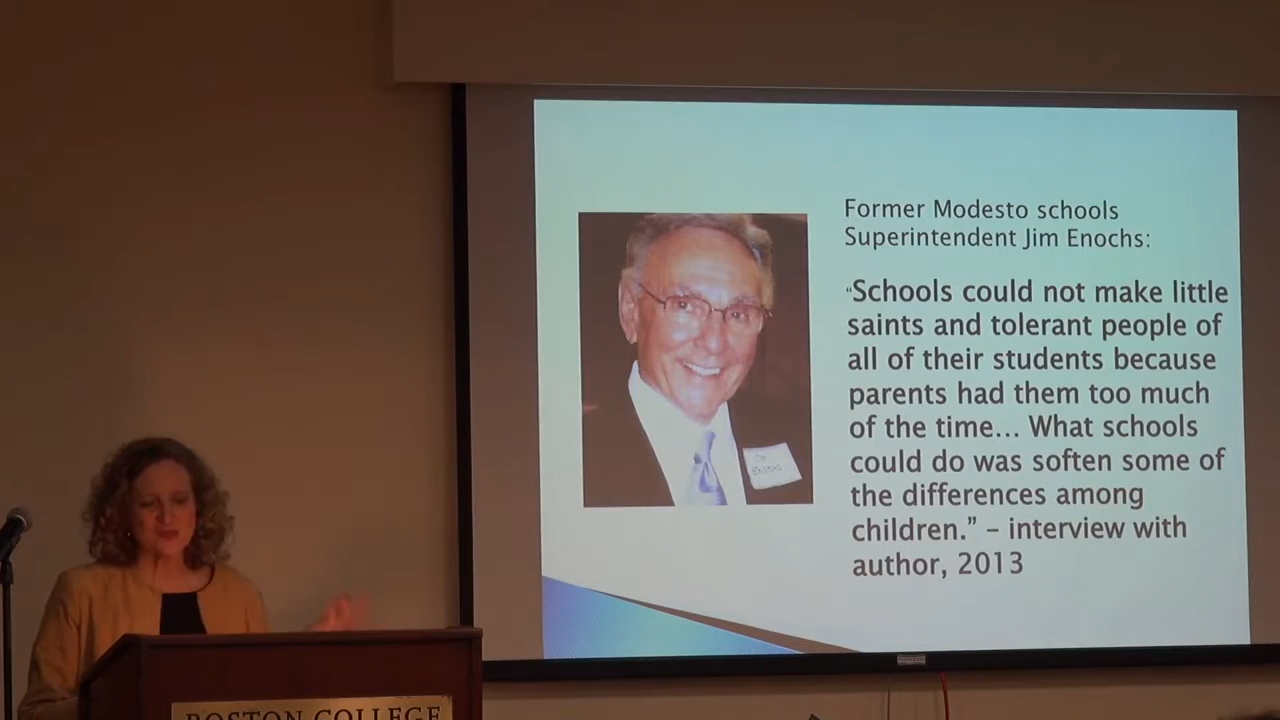 Former Modesto schools
Superintendent Jim Enochs:
“Schools could not make little
saints and tolerant people of
all of their students because
parents had them too much
of the time... What schools
could do was soften some of
the differences among
children.” – interview with
author, 2013
ENOCHS
BOSTON COLLEGE